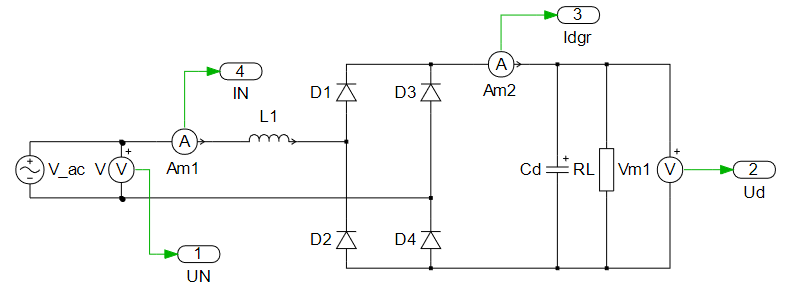 3
Idgr
A
Am2
4
IN
D1
D3
L1
A
Am1
+
V_ac
V
V
+
Cd
+
RL
Vm1
V
+
2
Ud
D2
D4
1
UN